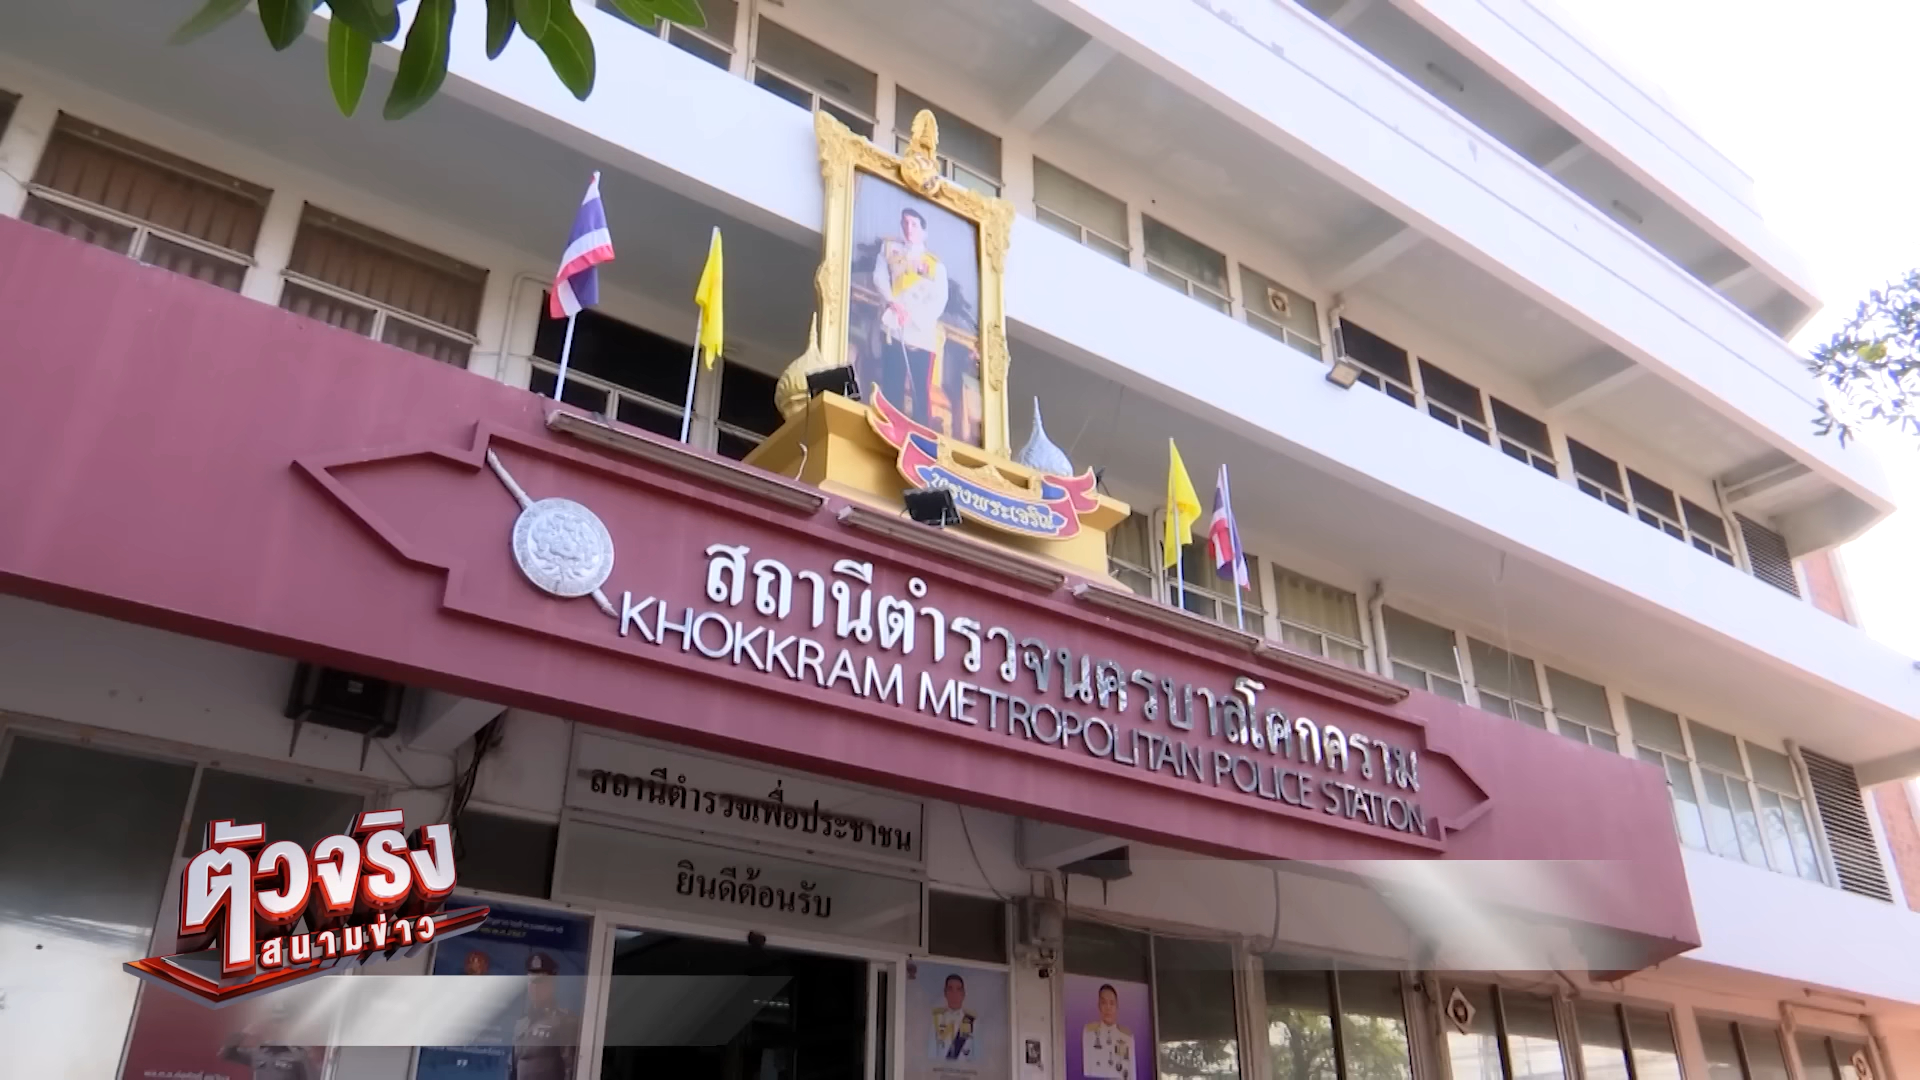 ทรงพระเจริญ
สถานีตำรวจนครบาลโคกคราม
KHOKKRAM METROPOLITAN POLICE STATION
สถานีตำรวจเพื่อประชาชน
ยินดีต้อนรับ
ตัวจริง
สนามข่าว